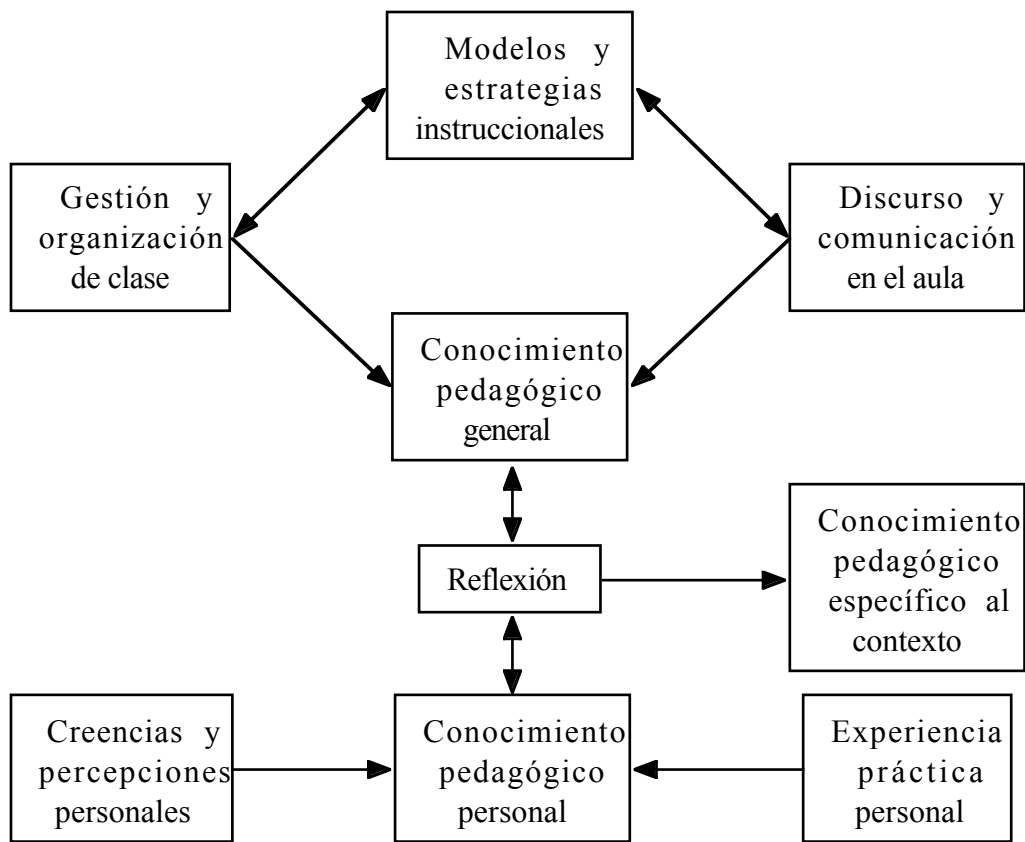 Modelos y
estrategias
instruccionales
Gestión y
organización
de clase
Discurso y
comunicación
en el aula
Conocimiento
pedagógico
general
Reflexión
Conocimiento
pedagógico
específico al
contexto
Creencias y
percepciones
personales
Conocimiento
pedagógico
personal
Experiencia
práctica
personal